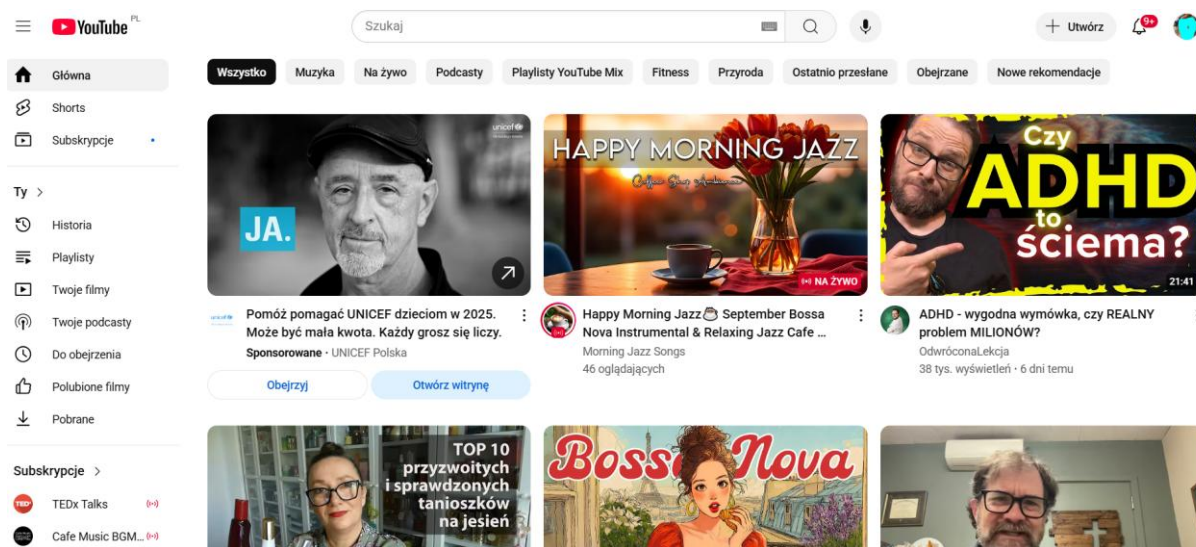 YouTube PL
Szukaj
Utwórz
9+
Główna
Shorts
Subskrypcje
Ty
Historia
Playlisty
Twoje filmy
Twoje podcasty
Do obejrzenia
Polubione filmy
Pobrane
Subskrypcje
TEDx Talks
Cafe Music BGM...
Wszystko
Muzyka
Na żywo
Podcasty
Playlisty YouTube Mix
Fitness
Przyroda
Ostatnio przesłane
Obejrzane
Nowe rekomendacje
unicef
JA.
Pomóż pomagać UNICEF dzieciom w 2025.
Może być mała kwota. Każdy grosz się liczy.
Sponsorowane · UNICEF Polska
Obejrzyj
Otwórz witrynę
HAPPY MORNING JAZZ
Coffee Shop Ambience
NA ŻYWO
Happy Morning Jazz☕ September Bossa
Nova Instrumental & Relaxing Jazz Cafe ...
Morning Jazz Songs
46 oglądających
Czy
ADHD
to
ściema?
21:41
ADHD - wygodna wymówka, czy REALNY
problem MILIONÓW?
OdwróconaLekcja
38 tys. wyświetleń · 6 dni temu
TOP 10
przyzwoitych
i sprawdzonych
tanioszków
na jesień
Bossa Nova